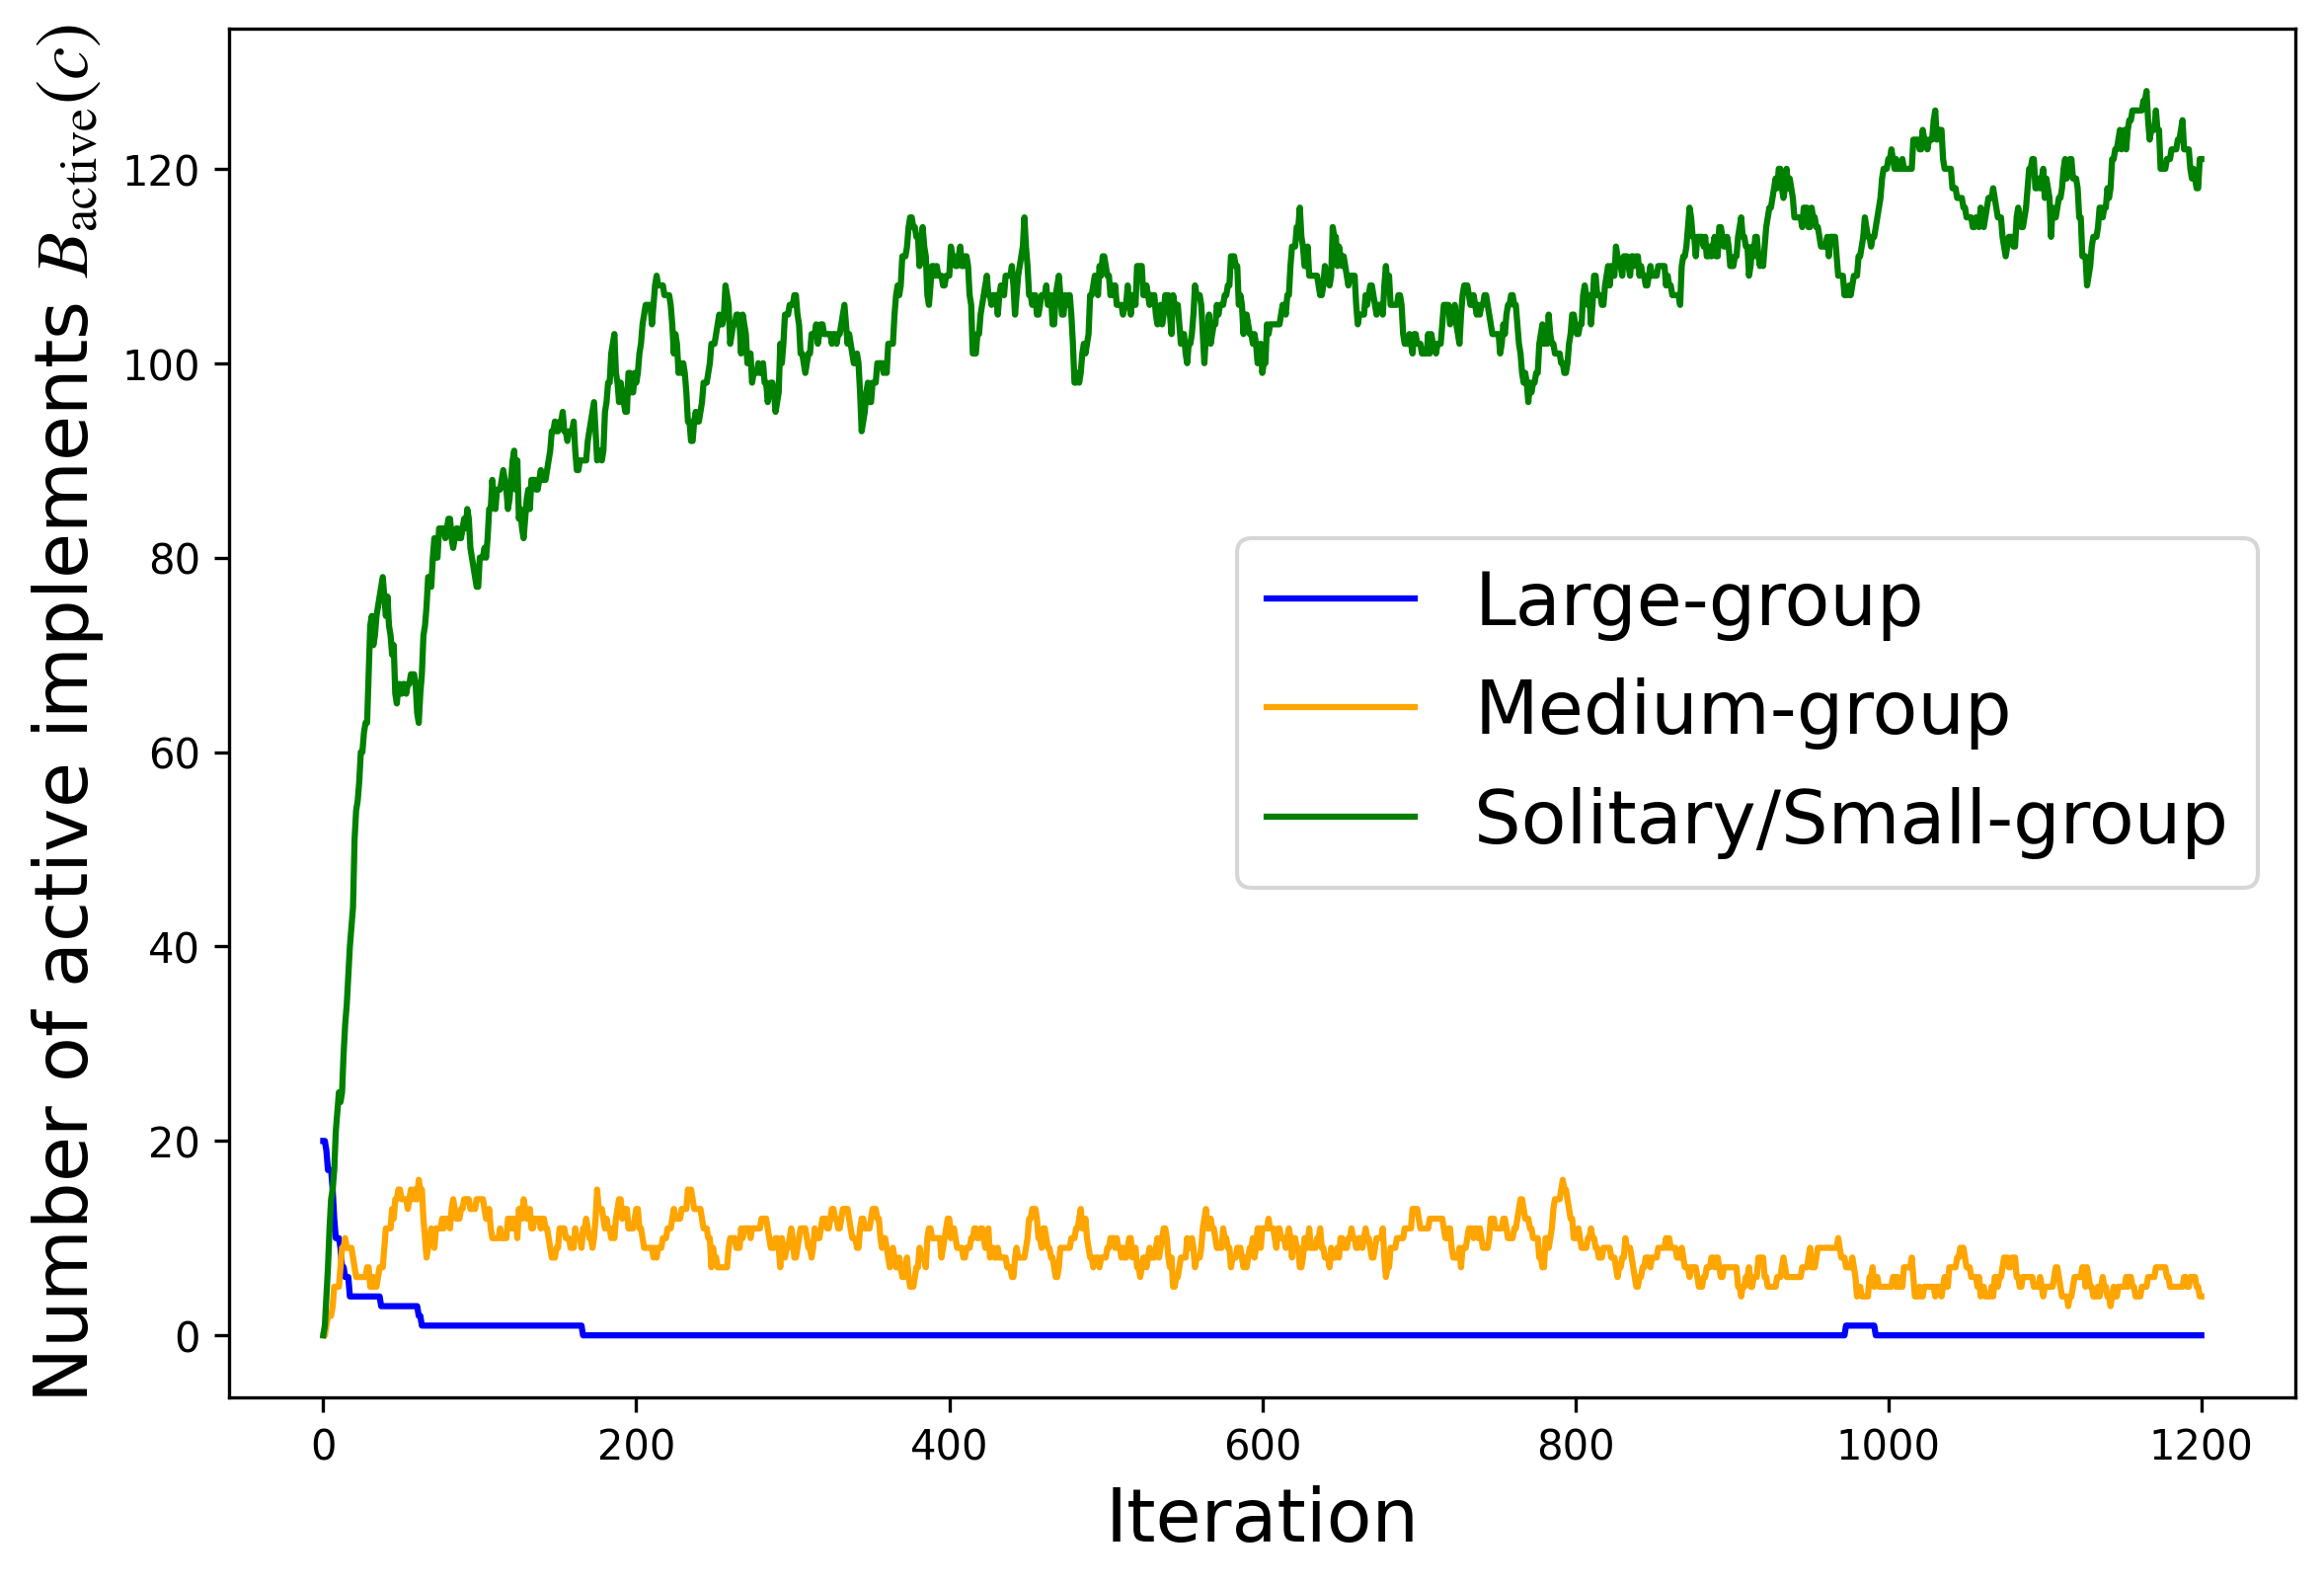 Number of active implements B_active(c)
120
100
80
60
40
20
0
Large-group
Medium-group
Solitary/Small-group
0 200 400 600 800 1000 1200
Iteration